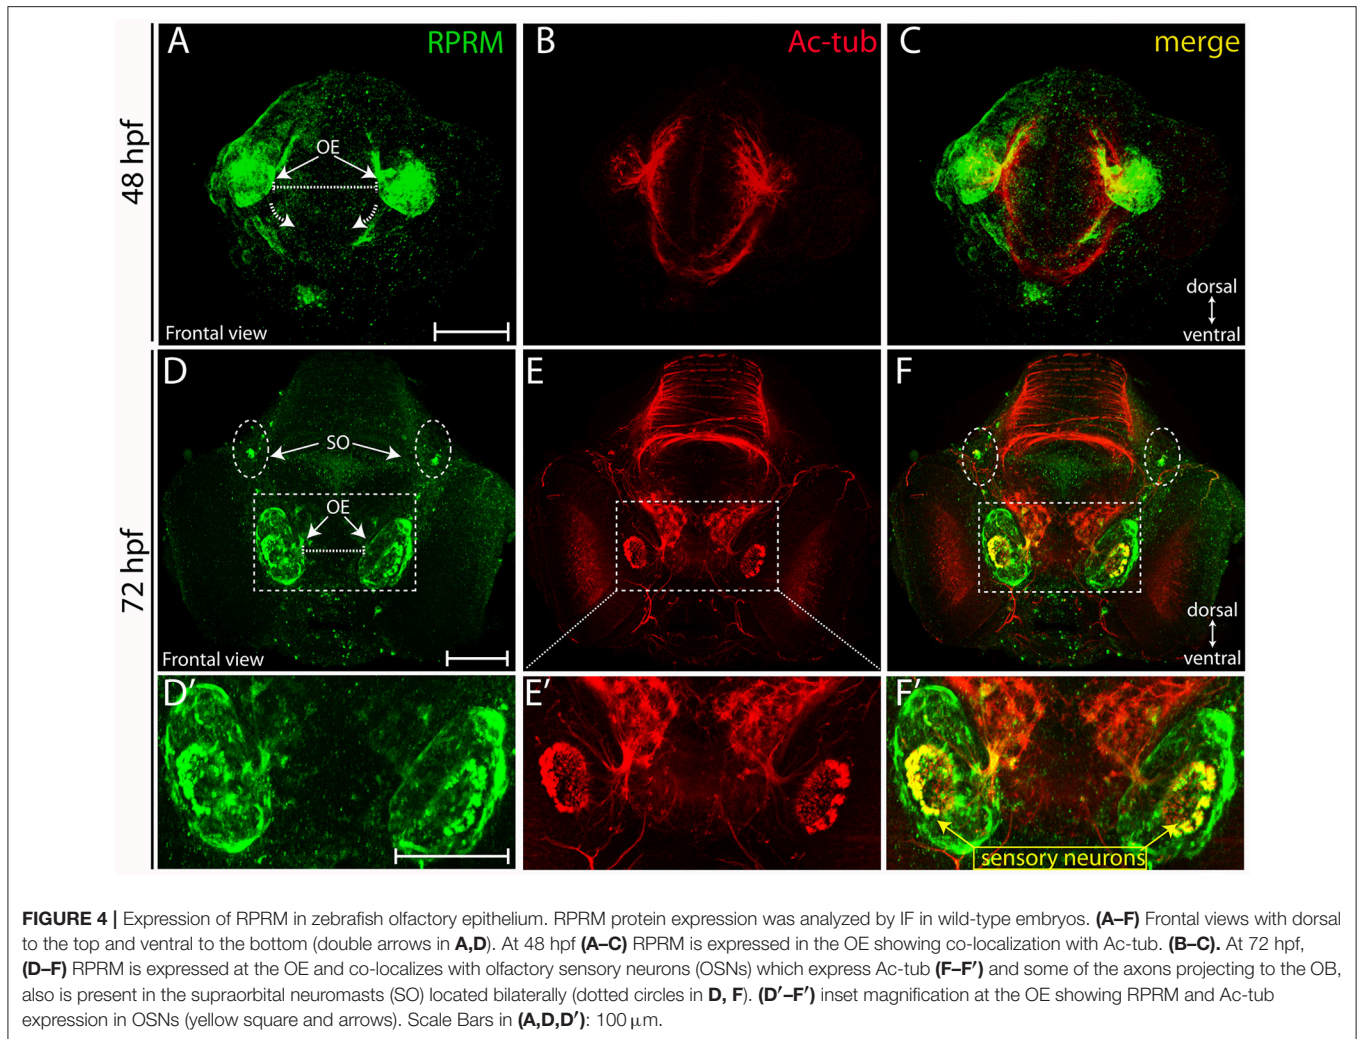 A RPRM
B Ac-tub
C merge
48 hpf
OE
Frontal view
dorsal
ventral
D
E
F
72 hpf
SO
OE
Frontal view
dorsal
ventral
D′
E′
F′
sensory neurons
FIGURE 4 | Expression of RPRM in zebrafish olfactory epithelium. RPRM protein expression was analyzed by IF in wild-type embryos. (A–F) Frontal views with dorsal
to the top and ventral to the bottom (double arrows in A,D). At 48 hpf (A–C) RPRM is expressed in the OE showing co-localization with Ac-tub. (B–C). At 72 hpf,
(D–F) RPRM is expressed at the OE and co-localizes with olfactory sensory neurons (OSNs) which express Ac-tub (F–F′) and some of the axons projecting to the OB,
also is present in the supraorbital neuromasts (SO) located bilaterally (dotted circles in D, F). (D′–F′) inset magnification at the OE showing RPRM and Ac-tub
expression in OSNs (yellow square and arrows). Scale Bars in (A,D,D′): 100 μm.